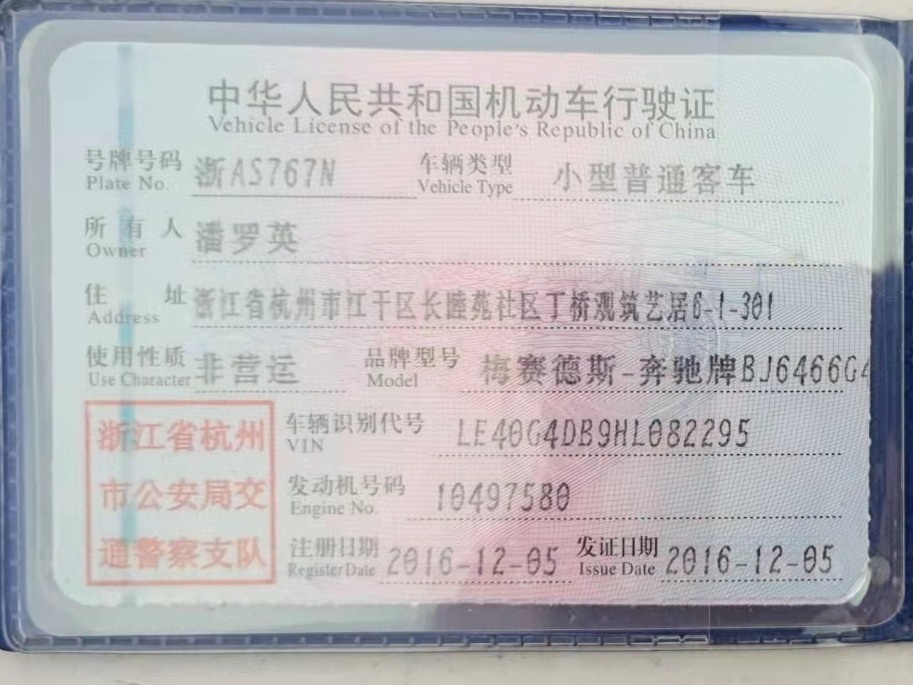 中华人民共和国机动车行驶证
Vehicle License of the People's Republic of China
号牌号码 浙AS767N 车辆类型 小型普通客车
Plate No. Vehicle Type
所有人 潘罗英
Owner
住址 浙江省杭州市江干区长睦苑社区丁桥观筑艺居6-1-301
Address
使用性质 非营运 品牌型号 梅赛德斯-奔驰牌BJ6466G4
Use Character Model
浙江省杭州
市公安局交
通警察支队
车辆识别代号 LE40G4DB9HL082295
VIN
发动机号码 10497580
Engine No.
注册日期 2016-12-05 发证日期 2016-12-05
Register Date Issue Date